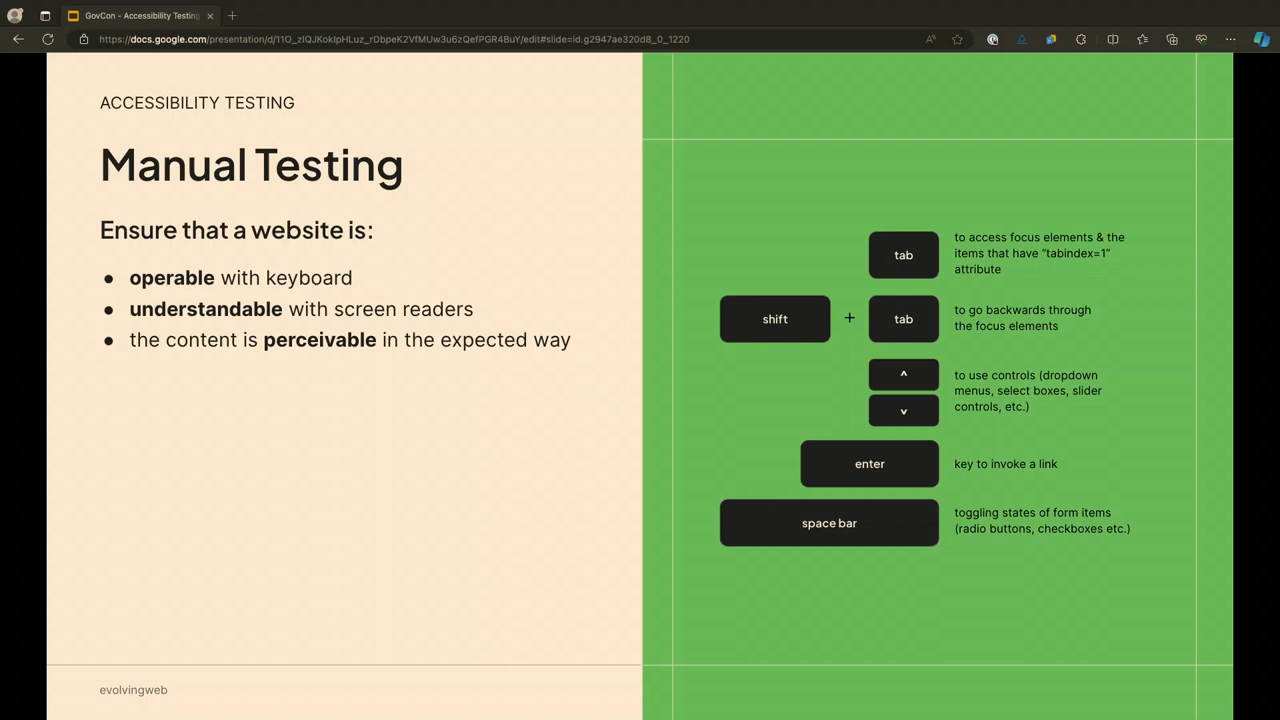 GovCon - Accessibility Testing
https://docs.google.com/presentation/d/11O_zlQJKokIpHLuz_rDbpeK2VfMUw3u6zQefPGR4BuY/edit#slide=id.g2947ae320d8_0_1220
ACCESSIBILITY TESTING
Manual Testing
Ensure that a website is:
● operable with keyboard
● understandable with screen readers
● the content is perceivable in the expected way
evolvingweb
tab
to access focus elements & the
items that have “tabindex=1”
attribute
shift + tab
to go backwards through
the focus elements
^
v
to use controls (dropdown
menus, select boxes, slider
controls, etc.)
enter
key to invoke a link
space bar
toggling states of form items
(radio buttons, checkboxes etc.)